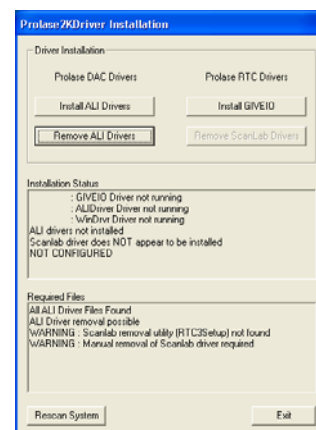 Prolase2KDriver Installation
Driver Installation
Prolase DAC Drivers Prolase RTC Drivers
Install ALI Drivers Install GIVEIO
Remove ALI Drivers Remove ScanLab Drivers
Installation Status
: GIVEIO Driver not running
: ALIDriver Driver not running
: WinDrvr Driver not running
ALI drivers not installed
Scanlab driver does NOT appear to be installed
NOT CONFIGURED
Required Files
All ALI Driver Files Found
ALI Driver removal possible
WARNING : Scanlab removal utility (RTC3Setup) not found
WARNING : Manual removal of Scanlab driver required
Rescan System Exit